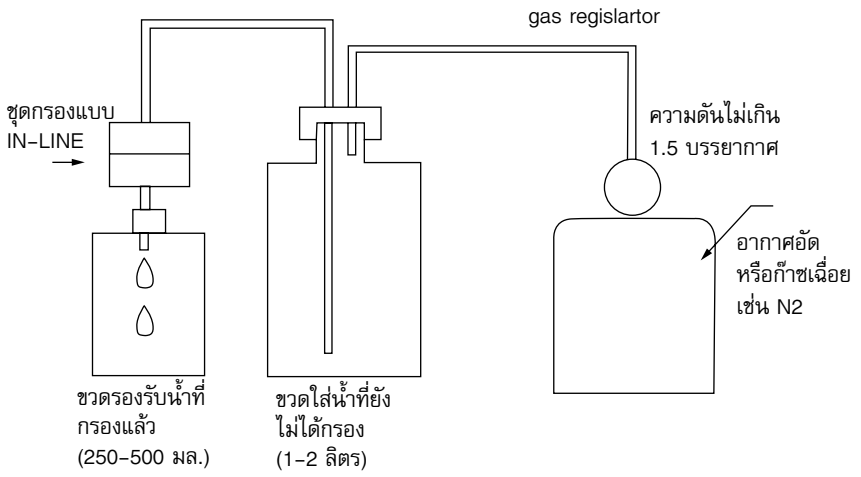 gas regislartor
ชุดกรองแบบ
IN-LINE
ความดันไม่เกิน
1.5 บรรยากาศ
อากาศอัด
หรือก๊าซเฉื่อย
เช่น N2
ขวดรองรับน้ำที่
กรองแล้ว
(250-500 มล.)
ขวดใส่น้ำที่ยัง
ไม่ได้กรอง
(1-2 ลิตร)